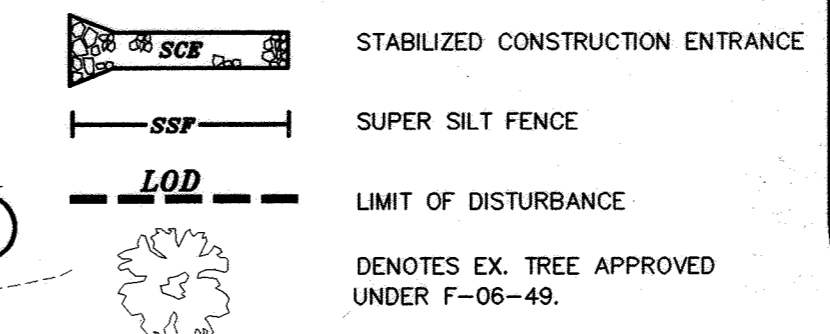 SCE STABILIZED CONSTRUCTION ENTRANCE
SSF SUPER SILT FENCE
LOD LIMIT OF DISTURBANCE
DENOTES EX. TREE APPROVED
UNDER F-06-49.